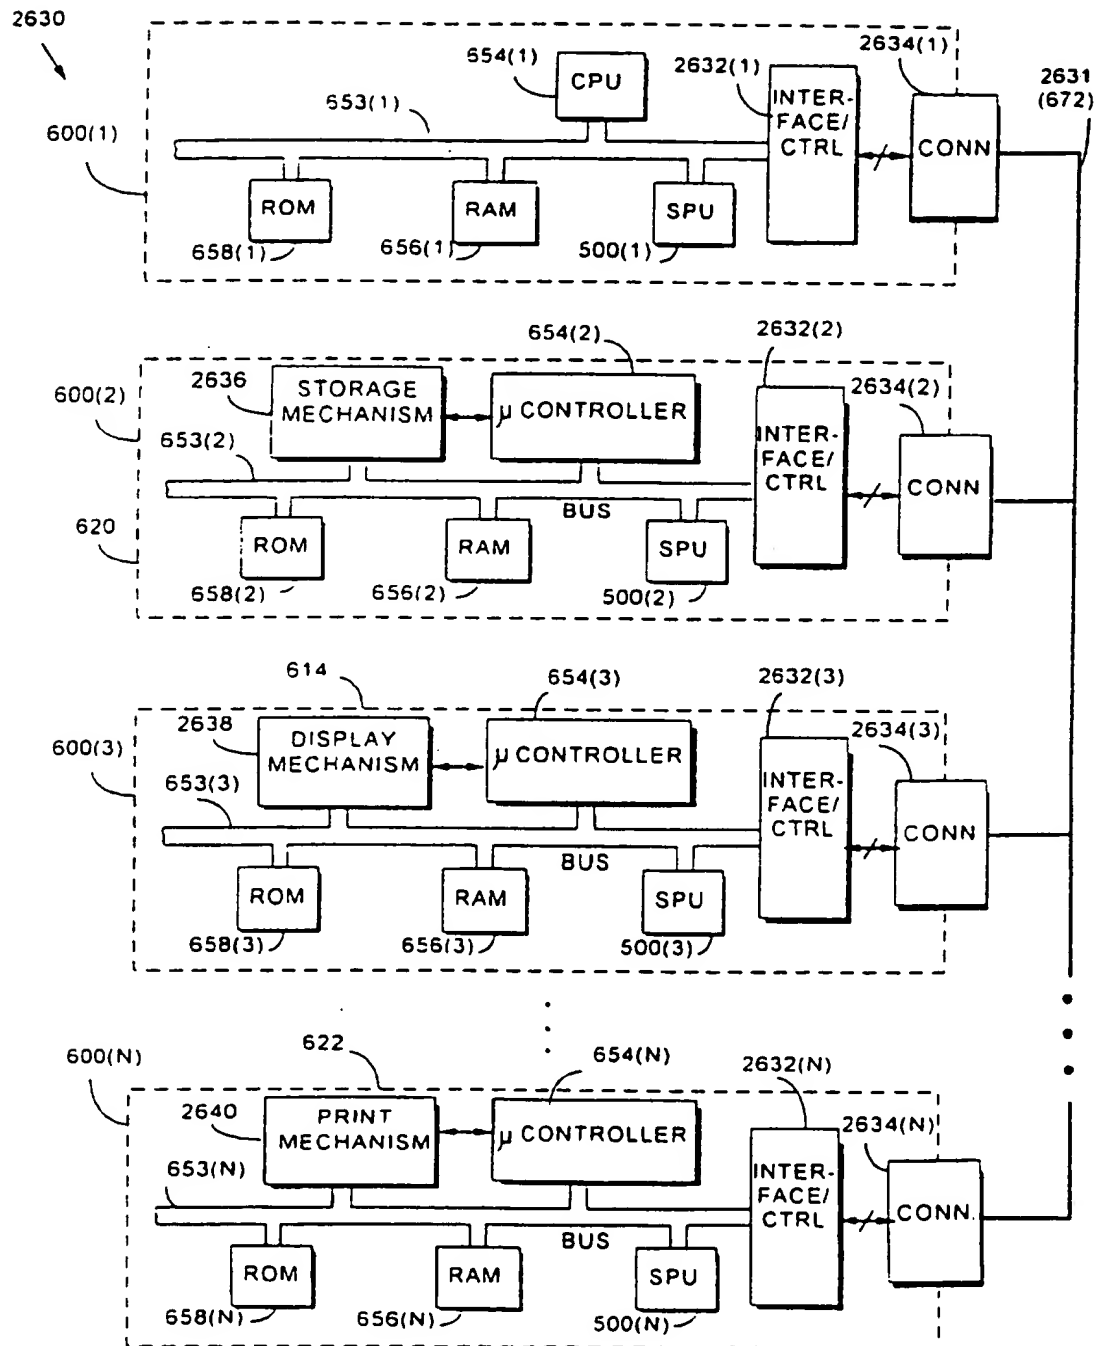 2630
600(1)
654(1)
CPU
653(1)
2632(1)
INTER-
FACE/
CTRL
2634(1)
CONN
2631
(672)
ROM
658(1)
RAM
656(1)
SPU
500(1)
600(2)
2636
STORAGE
MECHANISM
654(2)
μ CONTROLLER
2632(2)
INTER-
FACE/
CTRL
2634(2)
CONN
653(2)
BUS
620
ROM
658(2)
RAM
656(2)
SPU
500(2)
614
600(3)
2638
DISPLAY
MECHANISM
654(3)
μ CONTROLLER
2632(3)
INTER-
FACE/
CTRL
2634(3)
CONN
653(3)
BUS
ROM
658(3)
RAM
656(3)
SPU
500(3)
600(N)
622
2640
PRINT
MECHANISM
654(N)
μ CONTROLLER
2632(N)
INTER-
FACE/
CTRL
2634(N)
CONN.
653(N)
BUS
ROM
658(N)
RAM
656(N)
SPU
500(N)